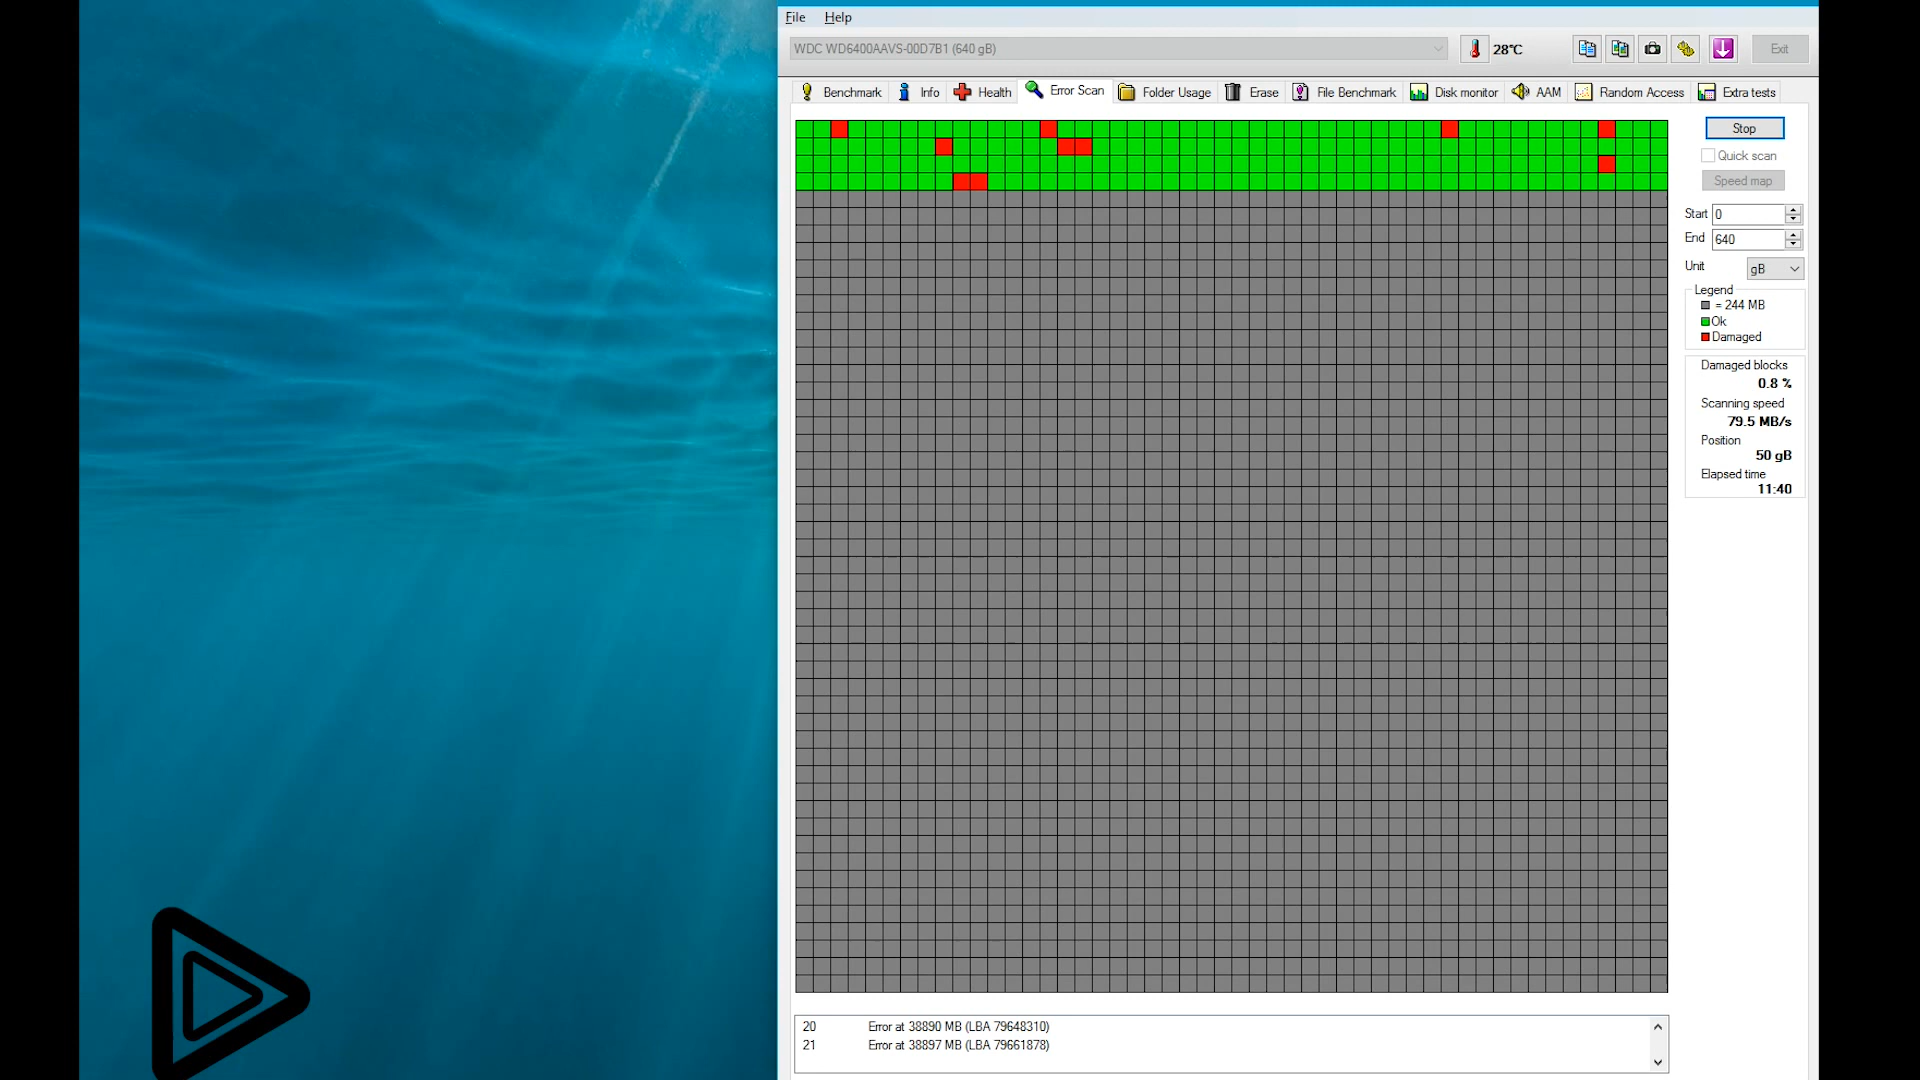 File Help
WDC WD6400AAVS-00D7B1 (640 gB)
28°C
Exit
Benchmark Info Health Error Scan Folder Usage Erase File Benchmark Disk monitor AAM Random Access Extra tests
Stop
Quick scan
Speed map
Start 0
End 640
Unit gB
Legend
= 244 MB
Ok
Damaged
Damaged blocks
0.8 %
Scanning speed
79.5 MB/s
Position
50 gB
Elapsed time
11:40
20 Error at 38890 MB (LBA 79648310)
21 Error at 38897 MB (LBA 79661878)